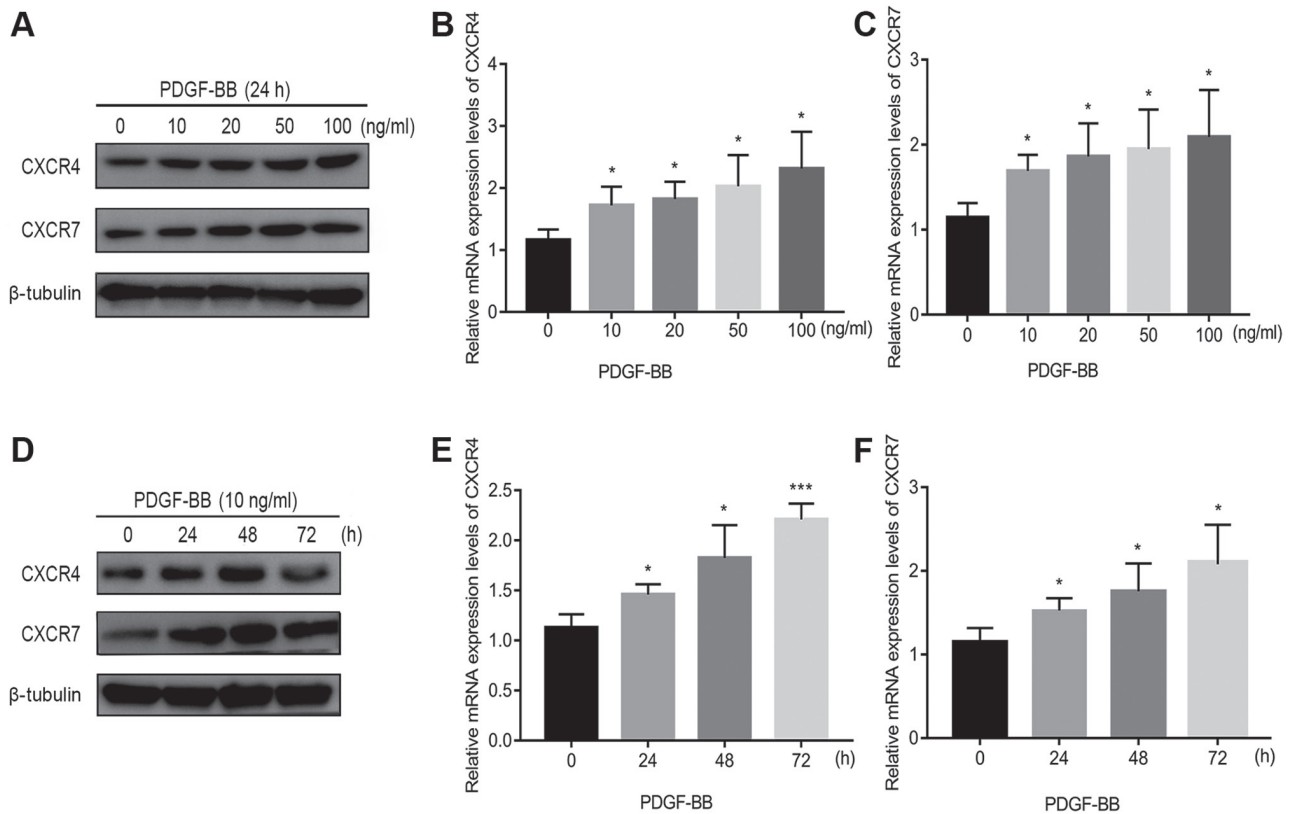 A
PDGF-BB (24 h)
0 10 20 50 100 (ng/ml)
CXCR4
CXCR7
β-tubulin
B
Relative mRNA expression levels of CXCR4
4
3
2
1
0
* * * *
0 10 20 50 100 (ng/ml)
PDGF-BB
C
Relative mRNA expression levels of CXCR7
3
2
1
0
* * * *
0 10 20 50 100 (ng/ml)
PDGF-BB
D
PDGF-BB (10 ng/ml)
0 24 48 72 (h)
CXCR4
CXCR7
β-tubulin
E
Relative mRNA expression levels of CXCR4
2.5
2.0
1.5
1.0
0.5
0.0
* * ***
0 24 48 72 (h)
PDGF-BB
F
Relative mRNA expression levels of CXCR7
3
2
1
0
* * *
0 24 48 72 (h)
PDGF-BB